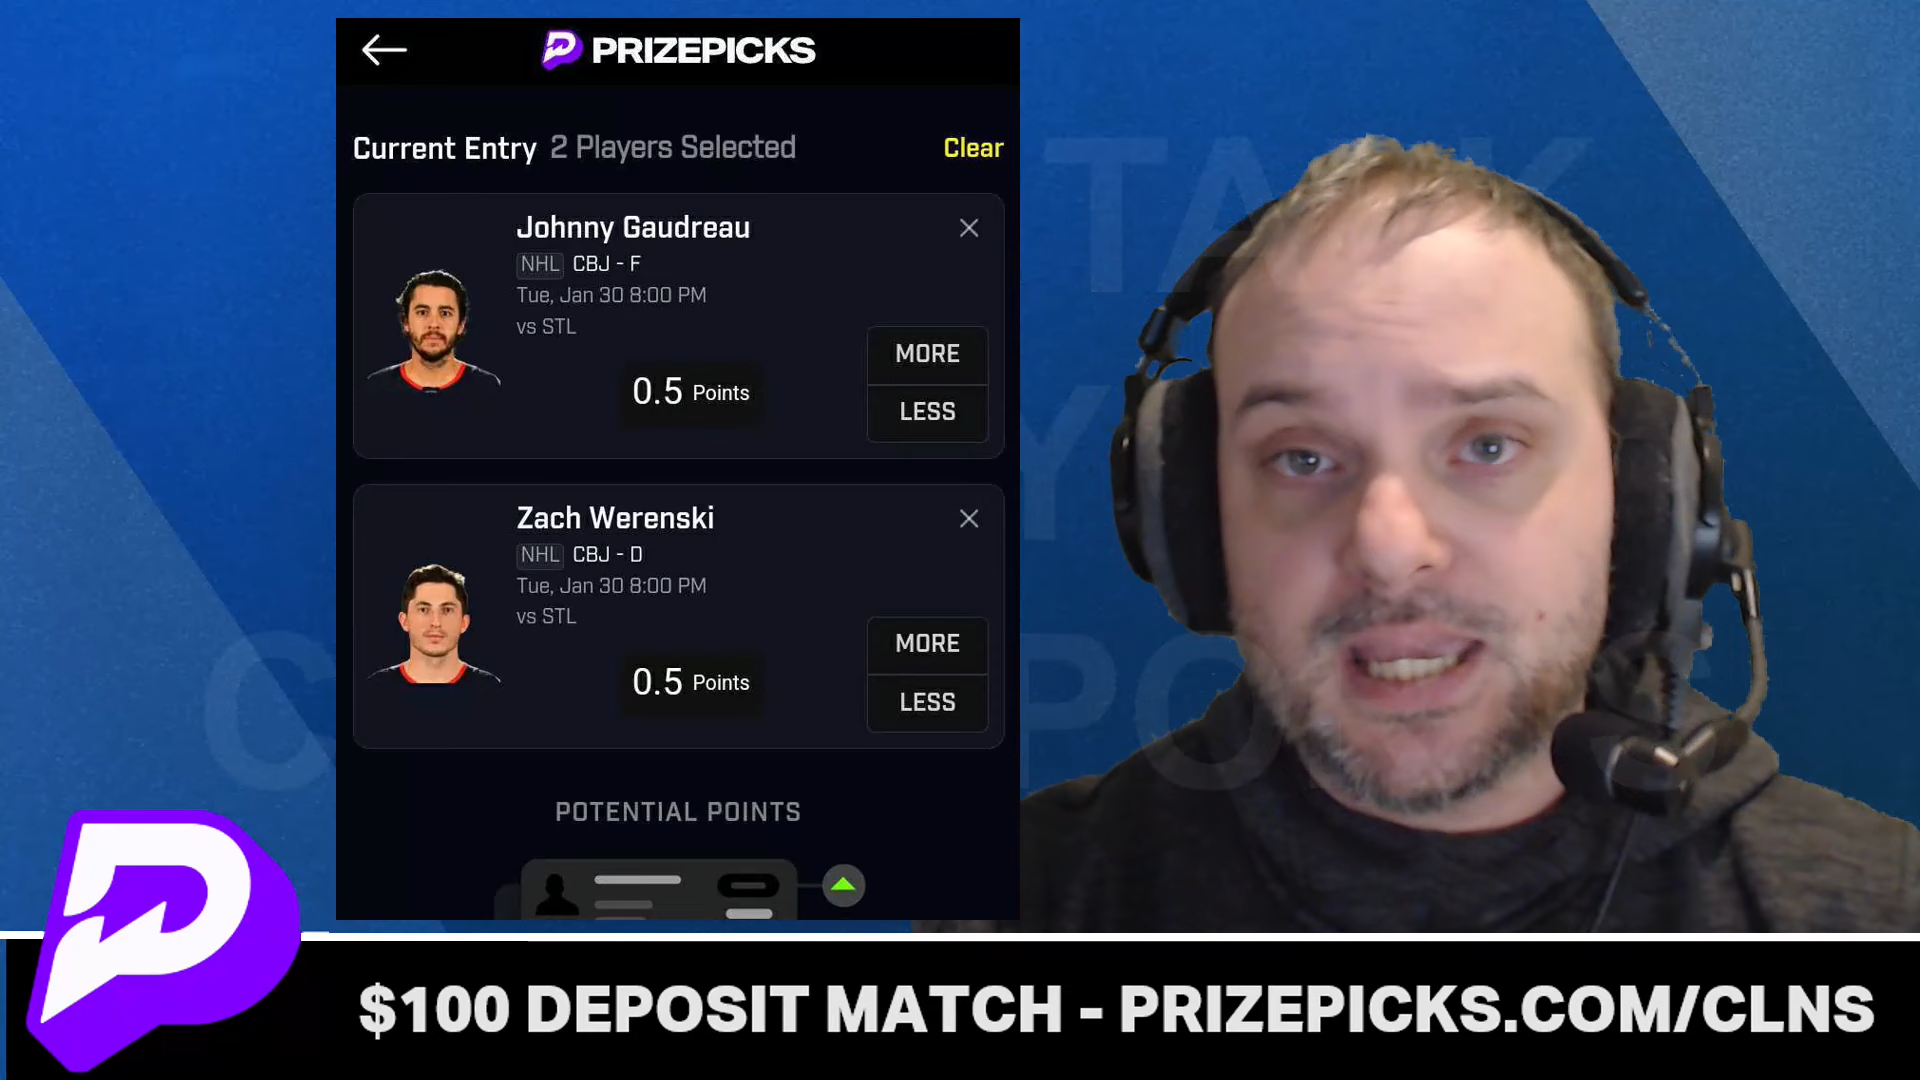 PRIZEPICKS
Current Entry 2 Players Selected Clear
Johnny Gaudreau
NHL CBJ - F
Tue, Jan 30 8:00 PM
vs STL
0.5 Points
MORE
LESS
Zach Werenski
NHL CBJ - D
Tue, Jan 30 8:00 PM
vs STL
0.5 Points
MORE
LESS
POTENTIAL POINTS
$100 DEPOSIT MATCH - PRIZEPICKS.COM/CLNS